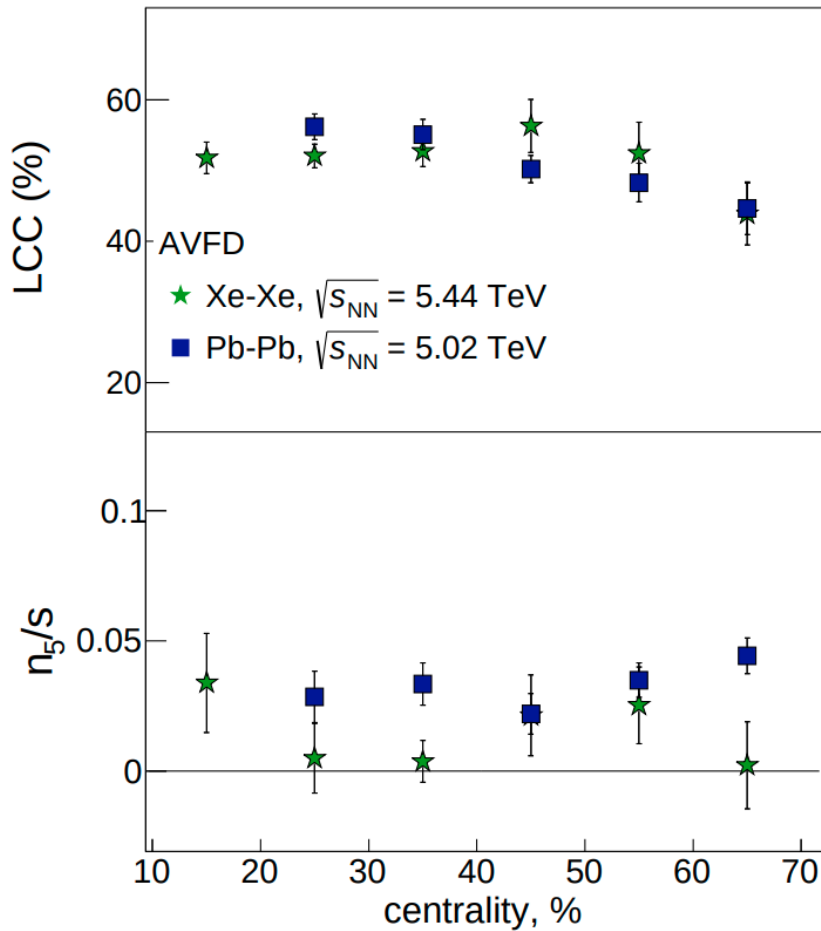 LCC (%)
60
40
20
AVFD
Xe-Xe, √sNN = 5.44 TeV
Pb-Pb, √sNN = 5.02 TeV
n5/s
0.1
0.05
0
10 20 30 40 50 60 70
centrality, %